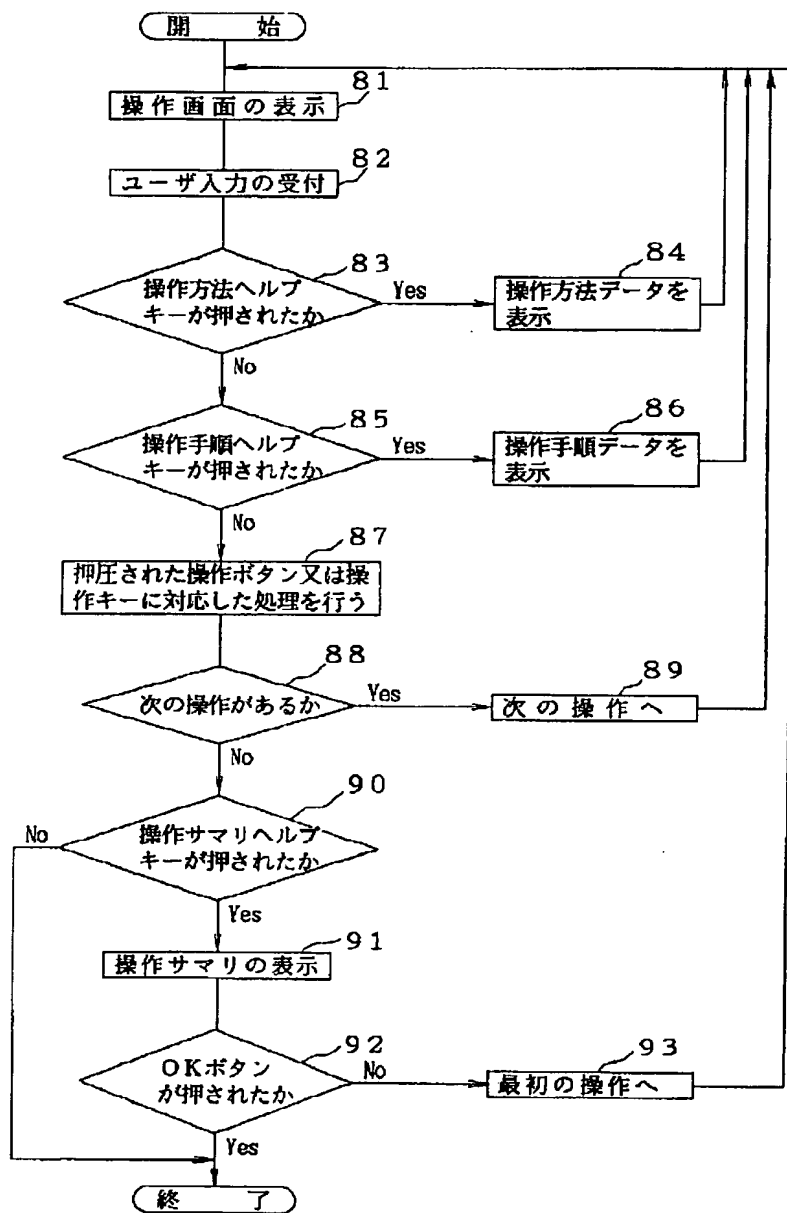 開始
81
操作画面の表示
82
ユーザ入力の受付
83
操作方法ヘルプ
キーが押されたか
Yes
84
操作方法データを
表示
No
85
操作手順ヘルプ
キーが押されたか
Yes
86
操作手順データを
表示
No
87
押圧された操作ボタン又は操
作キーに対応した処理を行う
88
次の操作があるか
Yes
89
次の操作へ
No
90
操作サマリヘルプ
キーが押されたか
No
Yes
91
操作サマリの表示
92
OKボタン
が押されたか
No
93
最初の操作へ
Yes
終了